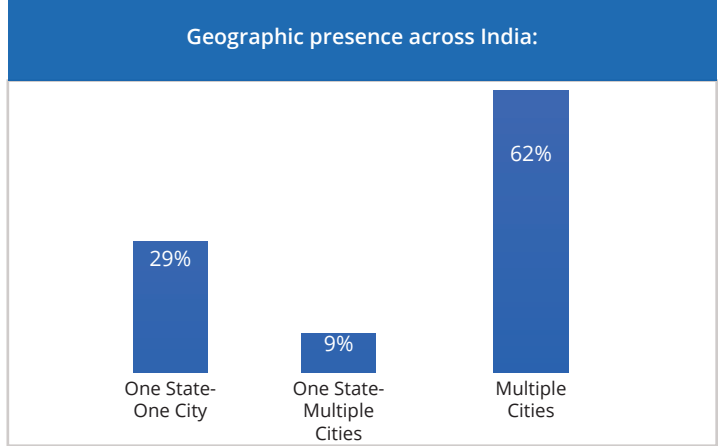 Geographic presence across India:
62%
29%
9%
One State-
One City
One State-
Multiple
Cities
Multiple
Cities